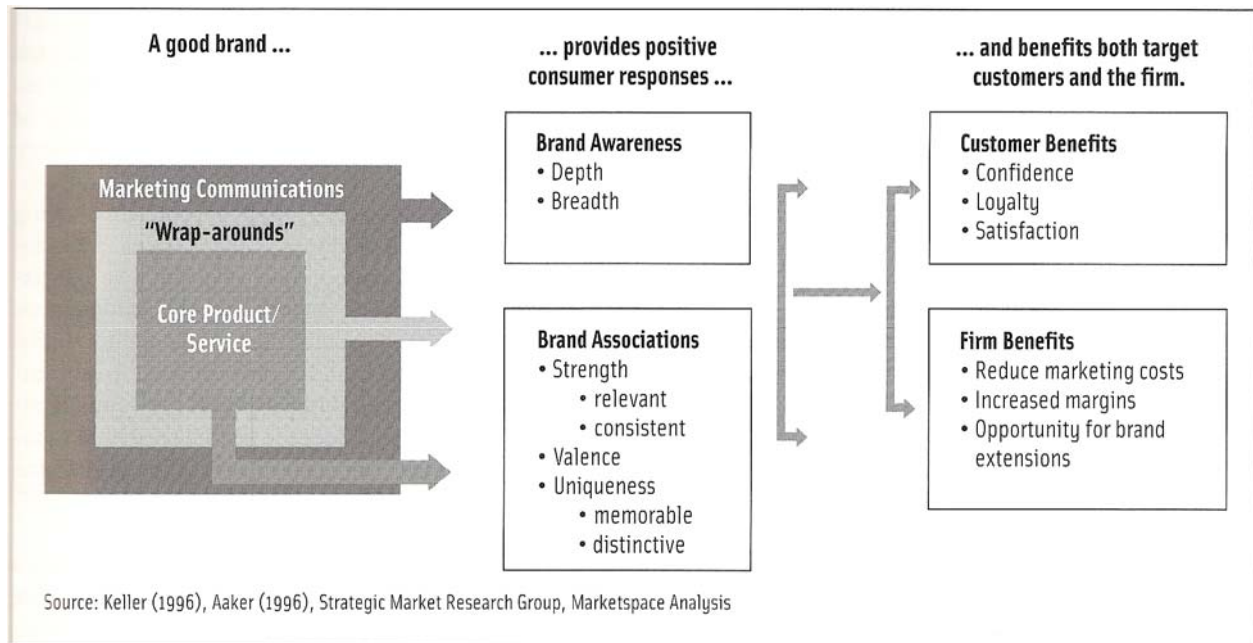 A good brand ...
... provides positive
consumer responses ...
... and benefits both target
customers and the firm.
Marketing Communications
"Wrap-arounds"
Core Product/
Service
Brand Awareness
• Depth
• Breadth
Brand Associations
• Strength
• relevant
• consistent
• Valence
• Uniqueness
• memorable
• distinctive
Customer Benefits
• Confidence
• Loyalty
• Satisfaction
Firm Benefits
• Reduce marketing costs
• Increased margins
• Opportunity for brand
extensions
Source: Keller (1996), Aaker (1996), Strategic Market Research Group, Marketspace Analysis